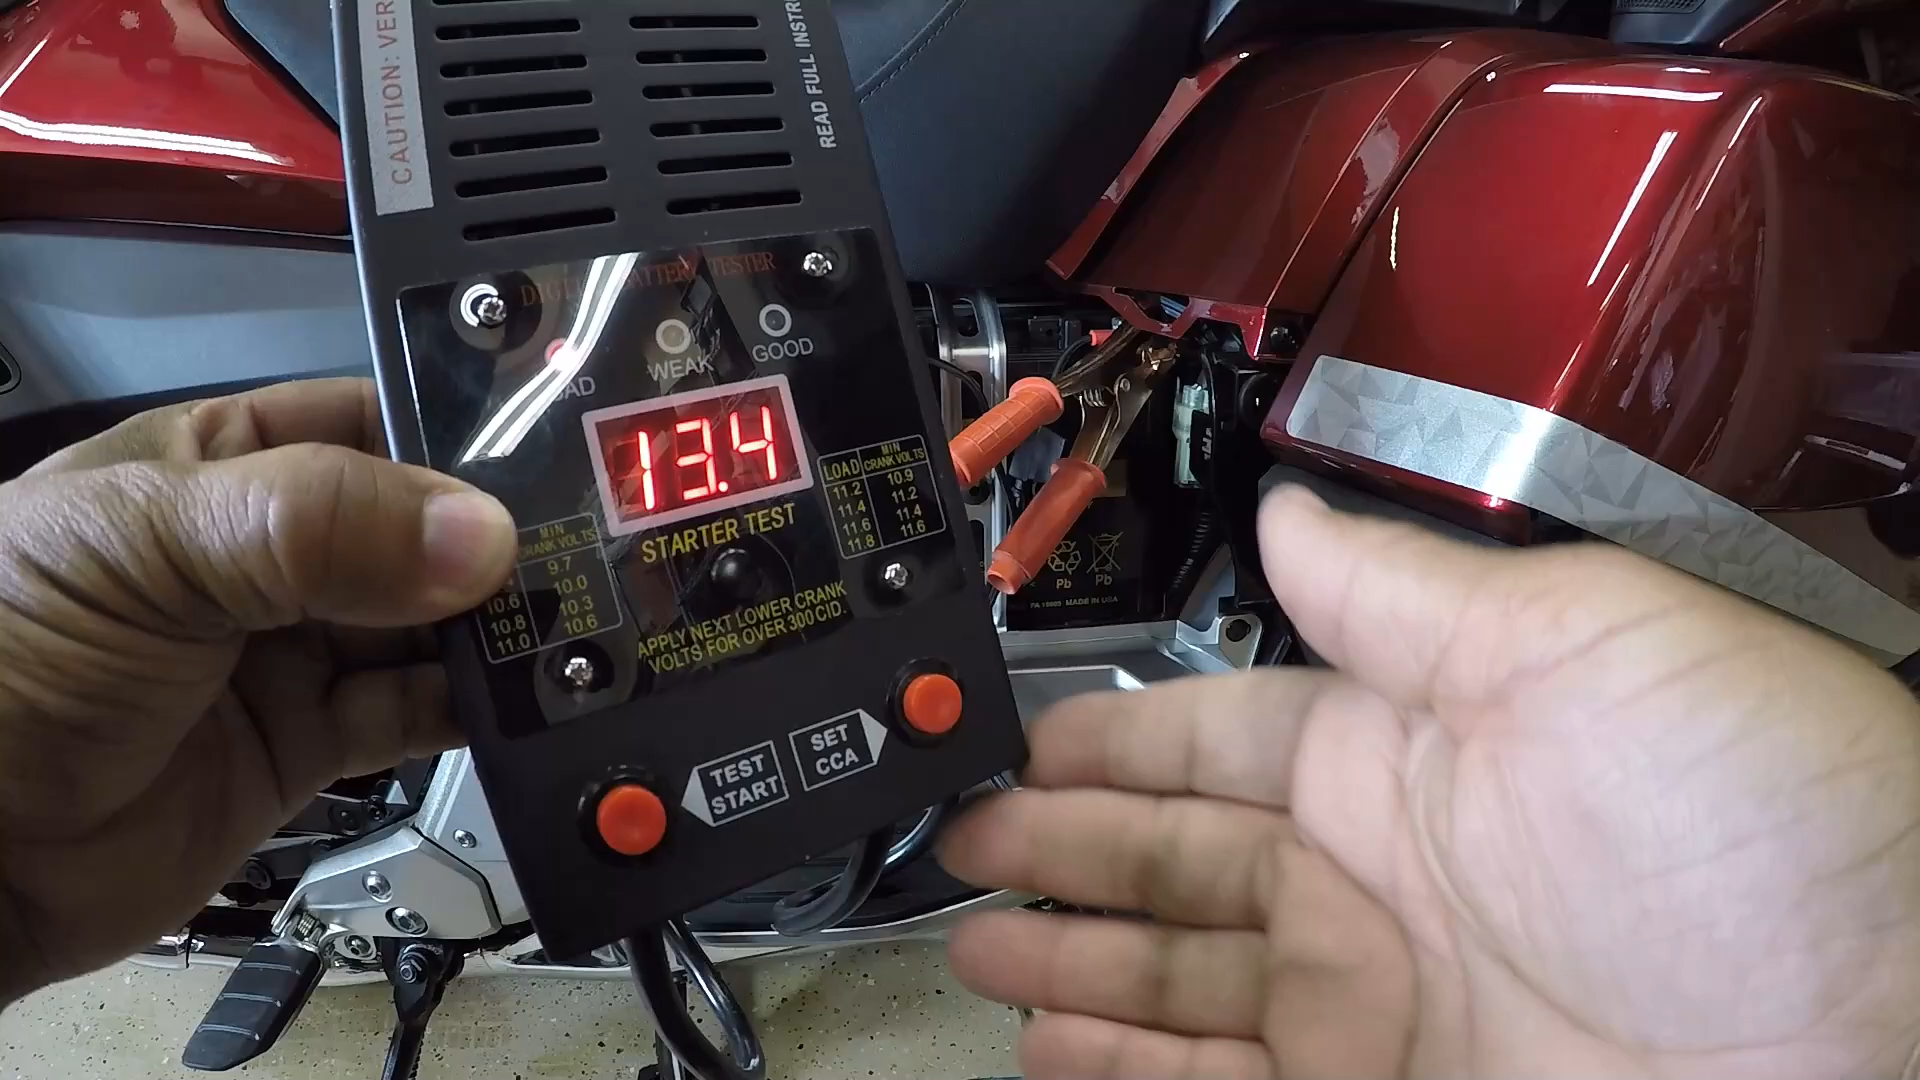 CAUTION: VER
READ FULL INSTR
DIGITAL BATTERY TESTER
WEAK
GOOD
13.4
STARTER TEST
MIN
CRANK VOLTS
9.7
10.6 10.0
10.8 10.3
11.0 10.6
LOAD MIN CRANK VOLTS
11.2 10.9
11.4 11.2
11.6 11.4
11.8 11.6
APPLY NEXT LOWER CRANK
VOLTS FOR OVER 300 CID.
TEST
START
SET
CCA
Pb Pb
MADE IN USA